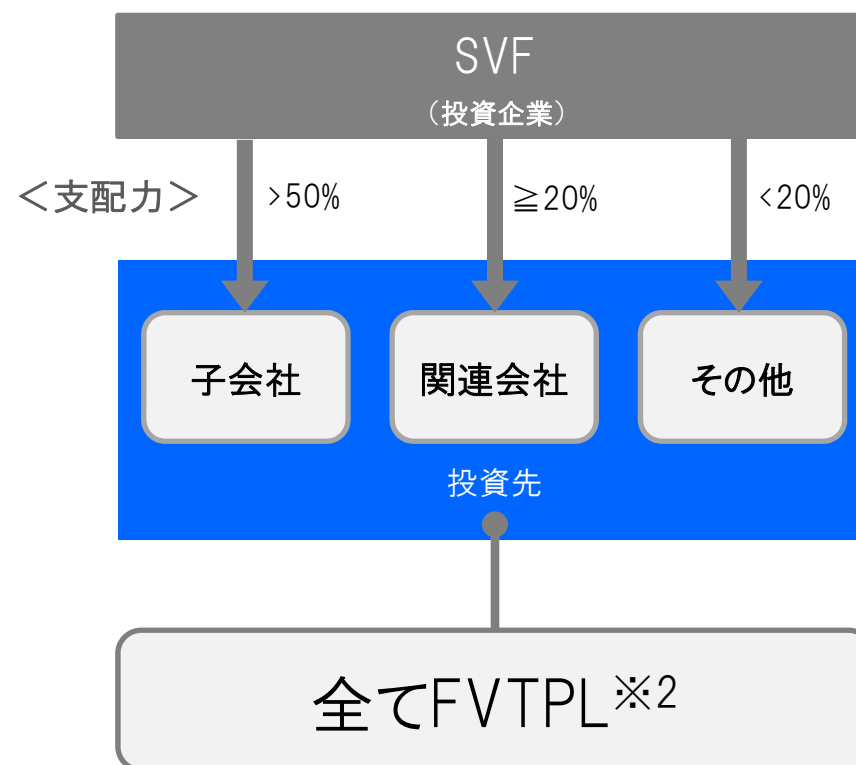 SVF
（投資企業）
＜支配力＞ >50% ≧20% <20%
子会社 関連会社 その他
投資先
全てFVTPL※2